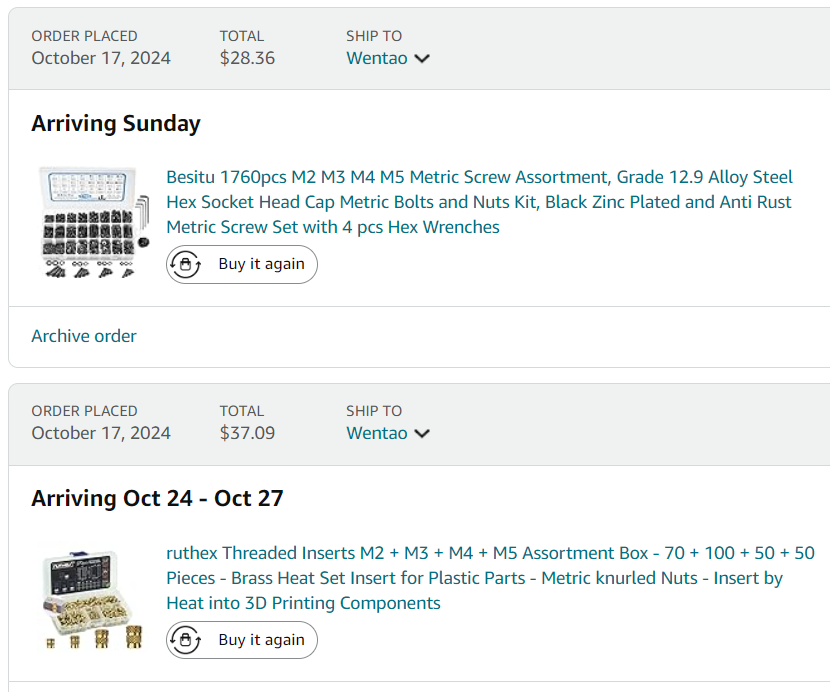 ORDER PLACED TOTAL SHIP TO
October 17, 2024 $28.36 Wentao
Arriving Sunday
Besitu 1760pcs M2 M3 M4 M5 Metric Screw Assortment, Grade 12.9 Alloy Steel
Hex Socket Head Cap Metric Bolts and Nuts Kit, Black Zinc Plated and Anti Rust
Metric Screw Set with 4 pcs Hex Wrenches
Buy it again
Archive order
ORDER PLACED TOTAL SHIP TO
October 17, 2024 $37.09 Wentao
Arriving Oct 24 - Oct 27
ruthex Threaded Inserts M2 + M3 + M4 + M5 Assortment Box - 70 + 100 + 50 + 50
Pieces - Brass Heat Set Insert for Plastic Parts - Metric knurled Nuts - Insert by
Heat into 3D Printing Components
Buy it again